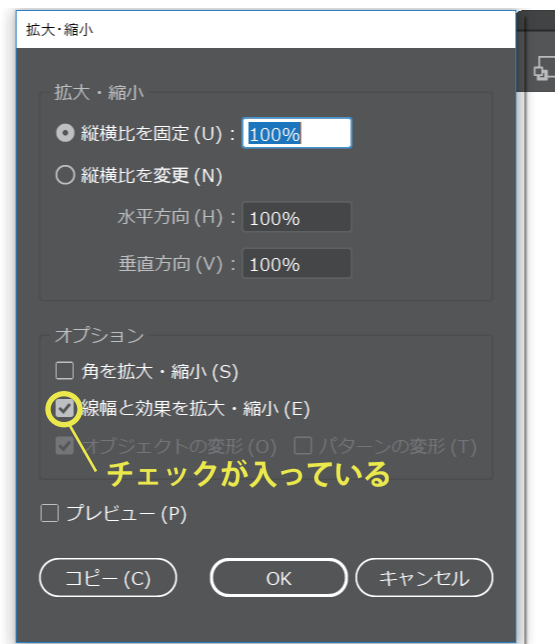 拡大・縮小
拡大・縮小
縦横比を固定 (U) : 100%
縦横比を変更 (N)
水平方向 (H) : 100%
垂直方向 (V) : 100%
オプション
角を拡大・縮小 (S)
線幅と効果を拡大・縮小 (E)
オブジェクトの変形 (O) パターンの変形 (T)
チェックが入っている
プレビュー (P)
コピー (C) OK キャンセル